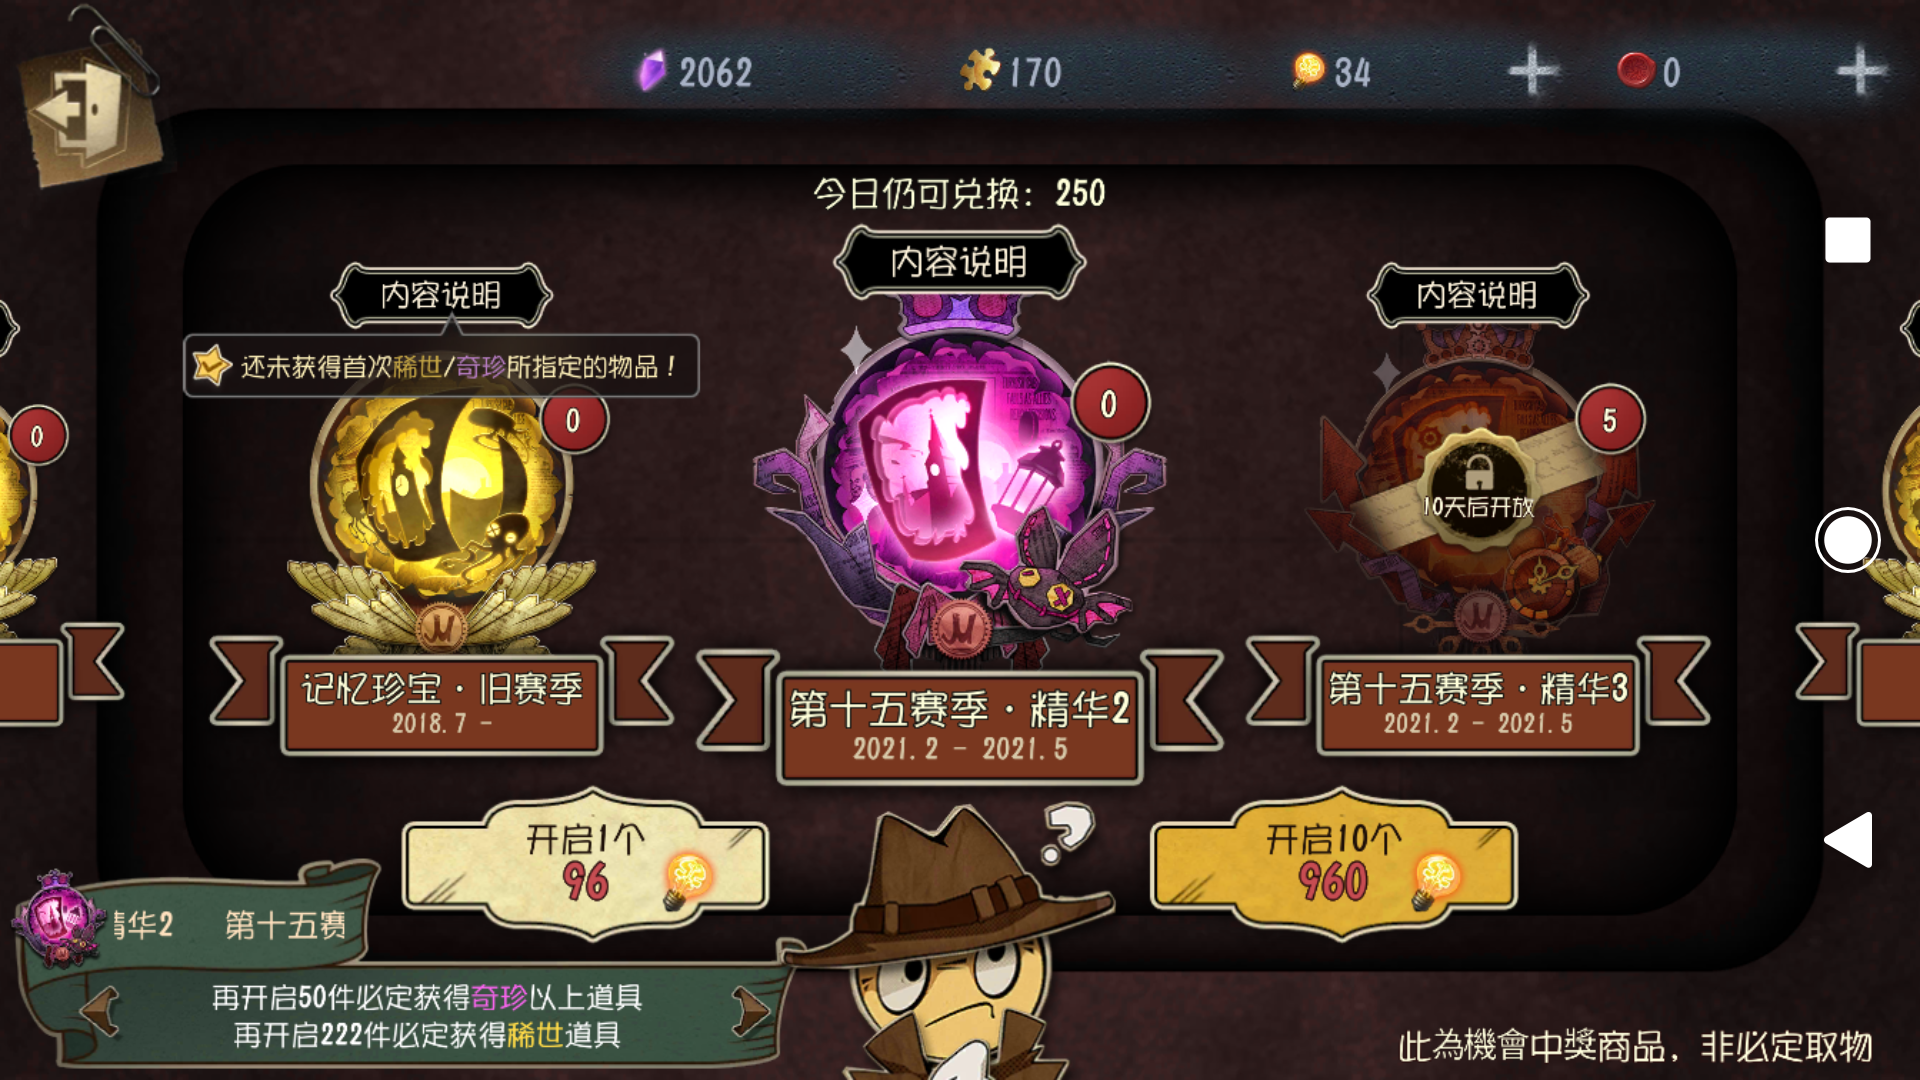 2062
170
34
0
今日仍可兑换：250
内容说明
内容说明
内容说明
还未获得首次稀世/奇珍所指定的物品！
0
0
0
5
10天后开放
记忆珍宝·旧赛季
2018.7 -
第十五赛季·精华2
2021.2 - 2021.5
第十五赛季·精华3
2021.2 - 2021.5
开启1个
96
开启10个
960
精华2 第十五赛
再开启50件必定获得奇珍以上道具
再开启222件必定获得稀世道具
此為機會中獎商品，非必定取物